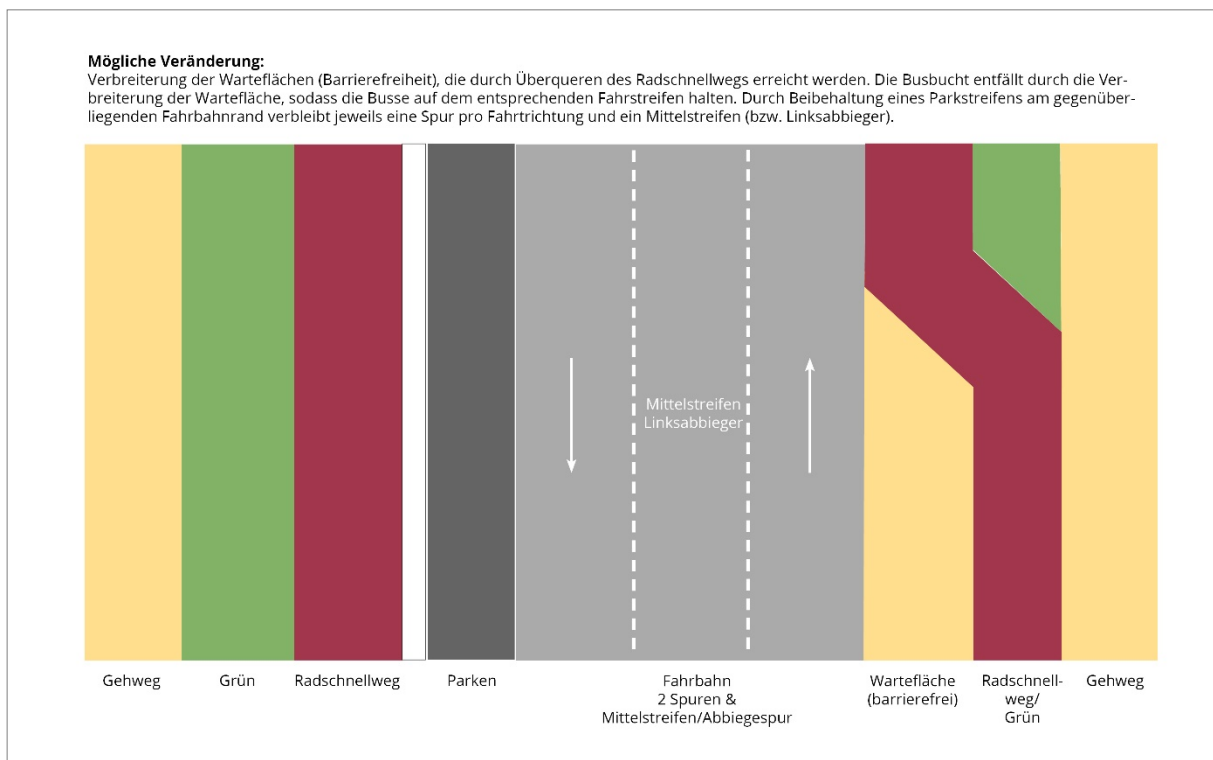 Mögliche Veränderung:
Verbreiterung der Warteflächen (Barrierefreiheit), die durch Überqueren des Radschnellwegs erreicht werden. Die Busbucht entfällt durch die Ver-
breiterung der Wartefläche, sodass die Busse auf dem entsprechenden Fahrstreifen halten. Durch Beibehaltung eines Parkstreifens am gegenüber-
liegenden Fahrbahnrand verbleibt jeweils eine Spur pro Fahrtrichtung und ein Mittelstreifen (bzw. Linksabbieger).
Mittelstreifen
Linksabbieger
Gehweg
Grün
Radschnellweg
Parken
Fahrbahn
2 Spuren &
Mittelstreifen/Abbiegespur
Wartefläche
(barrierefrei)
Radschnell-
weg/
Grün
Gehweg